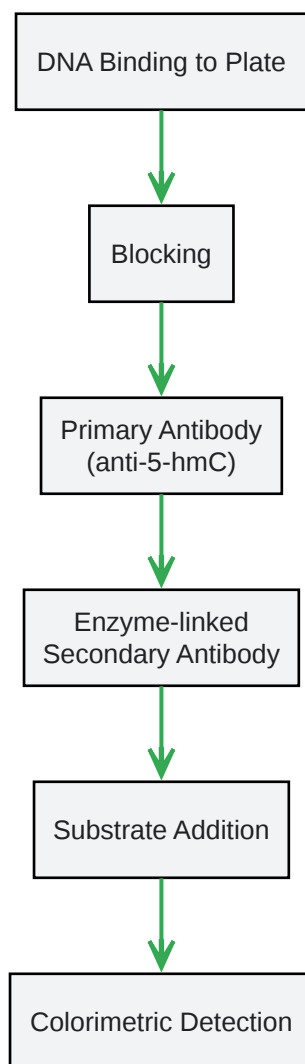 DNA Binding to Plate
Blocking
Primary Antibody
(anti-5-hmC)
Enzyme-linked
Secondary Antibody
Substrate Addition
Colorimetric Detection